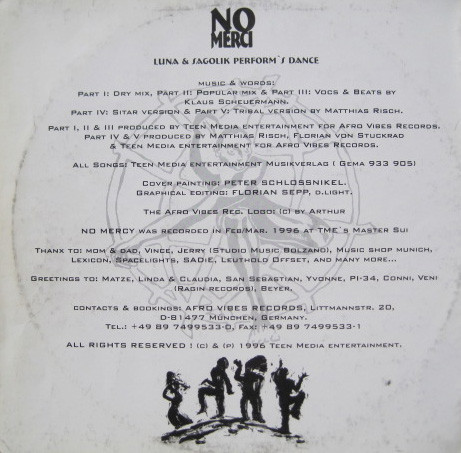 NO
MERCI
LUNA & SAGOLIK PERFORM`S DANCE
MUSIC & WORDS:
PART I: DRY MIX, PART II: POPULAR MIX & PART III: VOCS & BEATS BY
KLAUS SCHEUERMANN.
PART IV: SITAR VERSION & PART V: TRIBAL VERSION BY MATTHIAS RISCH.
PART I, II & III PRODUCED BY TEEN MEDIA ENTERTAINMENT FOR AFRO VIBES RECORDS.
PART IV & V PRODUCED BY MATTHIAS RISCH, FLORIAN VON STUCKRAD
& TEEN MEDIA ENTERTAINMENT FOR AFRO VIBES RECORDS.
ALL SONGS: TEEN MEDIA ENTERTAINMENT MUSIKVERLAG ( GEMA 933 905)
COVER PAINTING: PETER SCHLOSSNIKEL.
GRAPHICAL EDITING: FLORIAN SEPP, D.LIGHT.
THE AFRO VIBES REC. LOGO: (C) BY ARTHUR
NO MERCY WAS RECORDED IN FEB/MAR. 1996 AT TME`S MASTER SUI
THANX TO: MOM & DAD, VINCE, JERRY (STUDIO MUSIC BOLZANO), MUSIC SHOP MUNICH,
LEXICON, SPACELIGHTS, SADIE, LEUTHOLD OFFSET, AND MANY MORE...
GREETINGS TO: MATZE, LINDA & CLAUDIA, SAN SEBASTIAN, YVONNE, PI-34, CONNI, VENI
(RAGIN RECORDS), BEYER.
CONTACTS & BOOKINGS: AFRO VIBES RECORDS, LITTMANNSTR. 20,
D-81477 MÜNCHEN, GERMANY.
TEL.: +49 89 7499533-0, FAX: +49 89 7499533-1
ALL RIGHTS RESERVED ! (C) & (P) 1996 TEEN MEDIA ENTERTAINMENT.